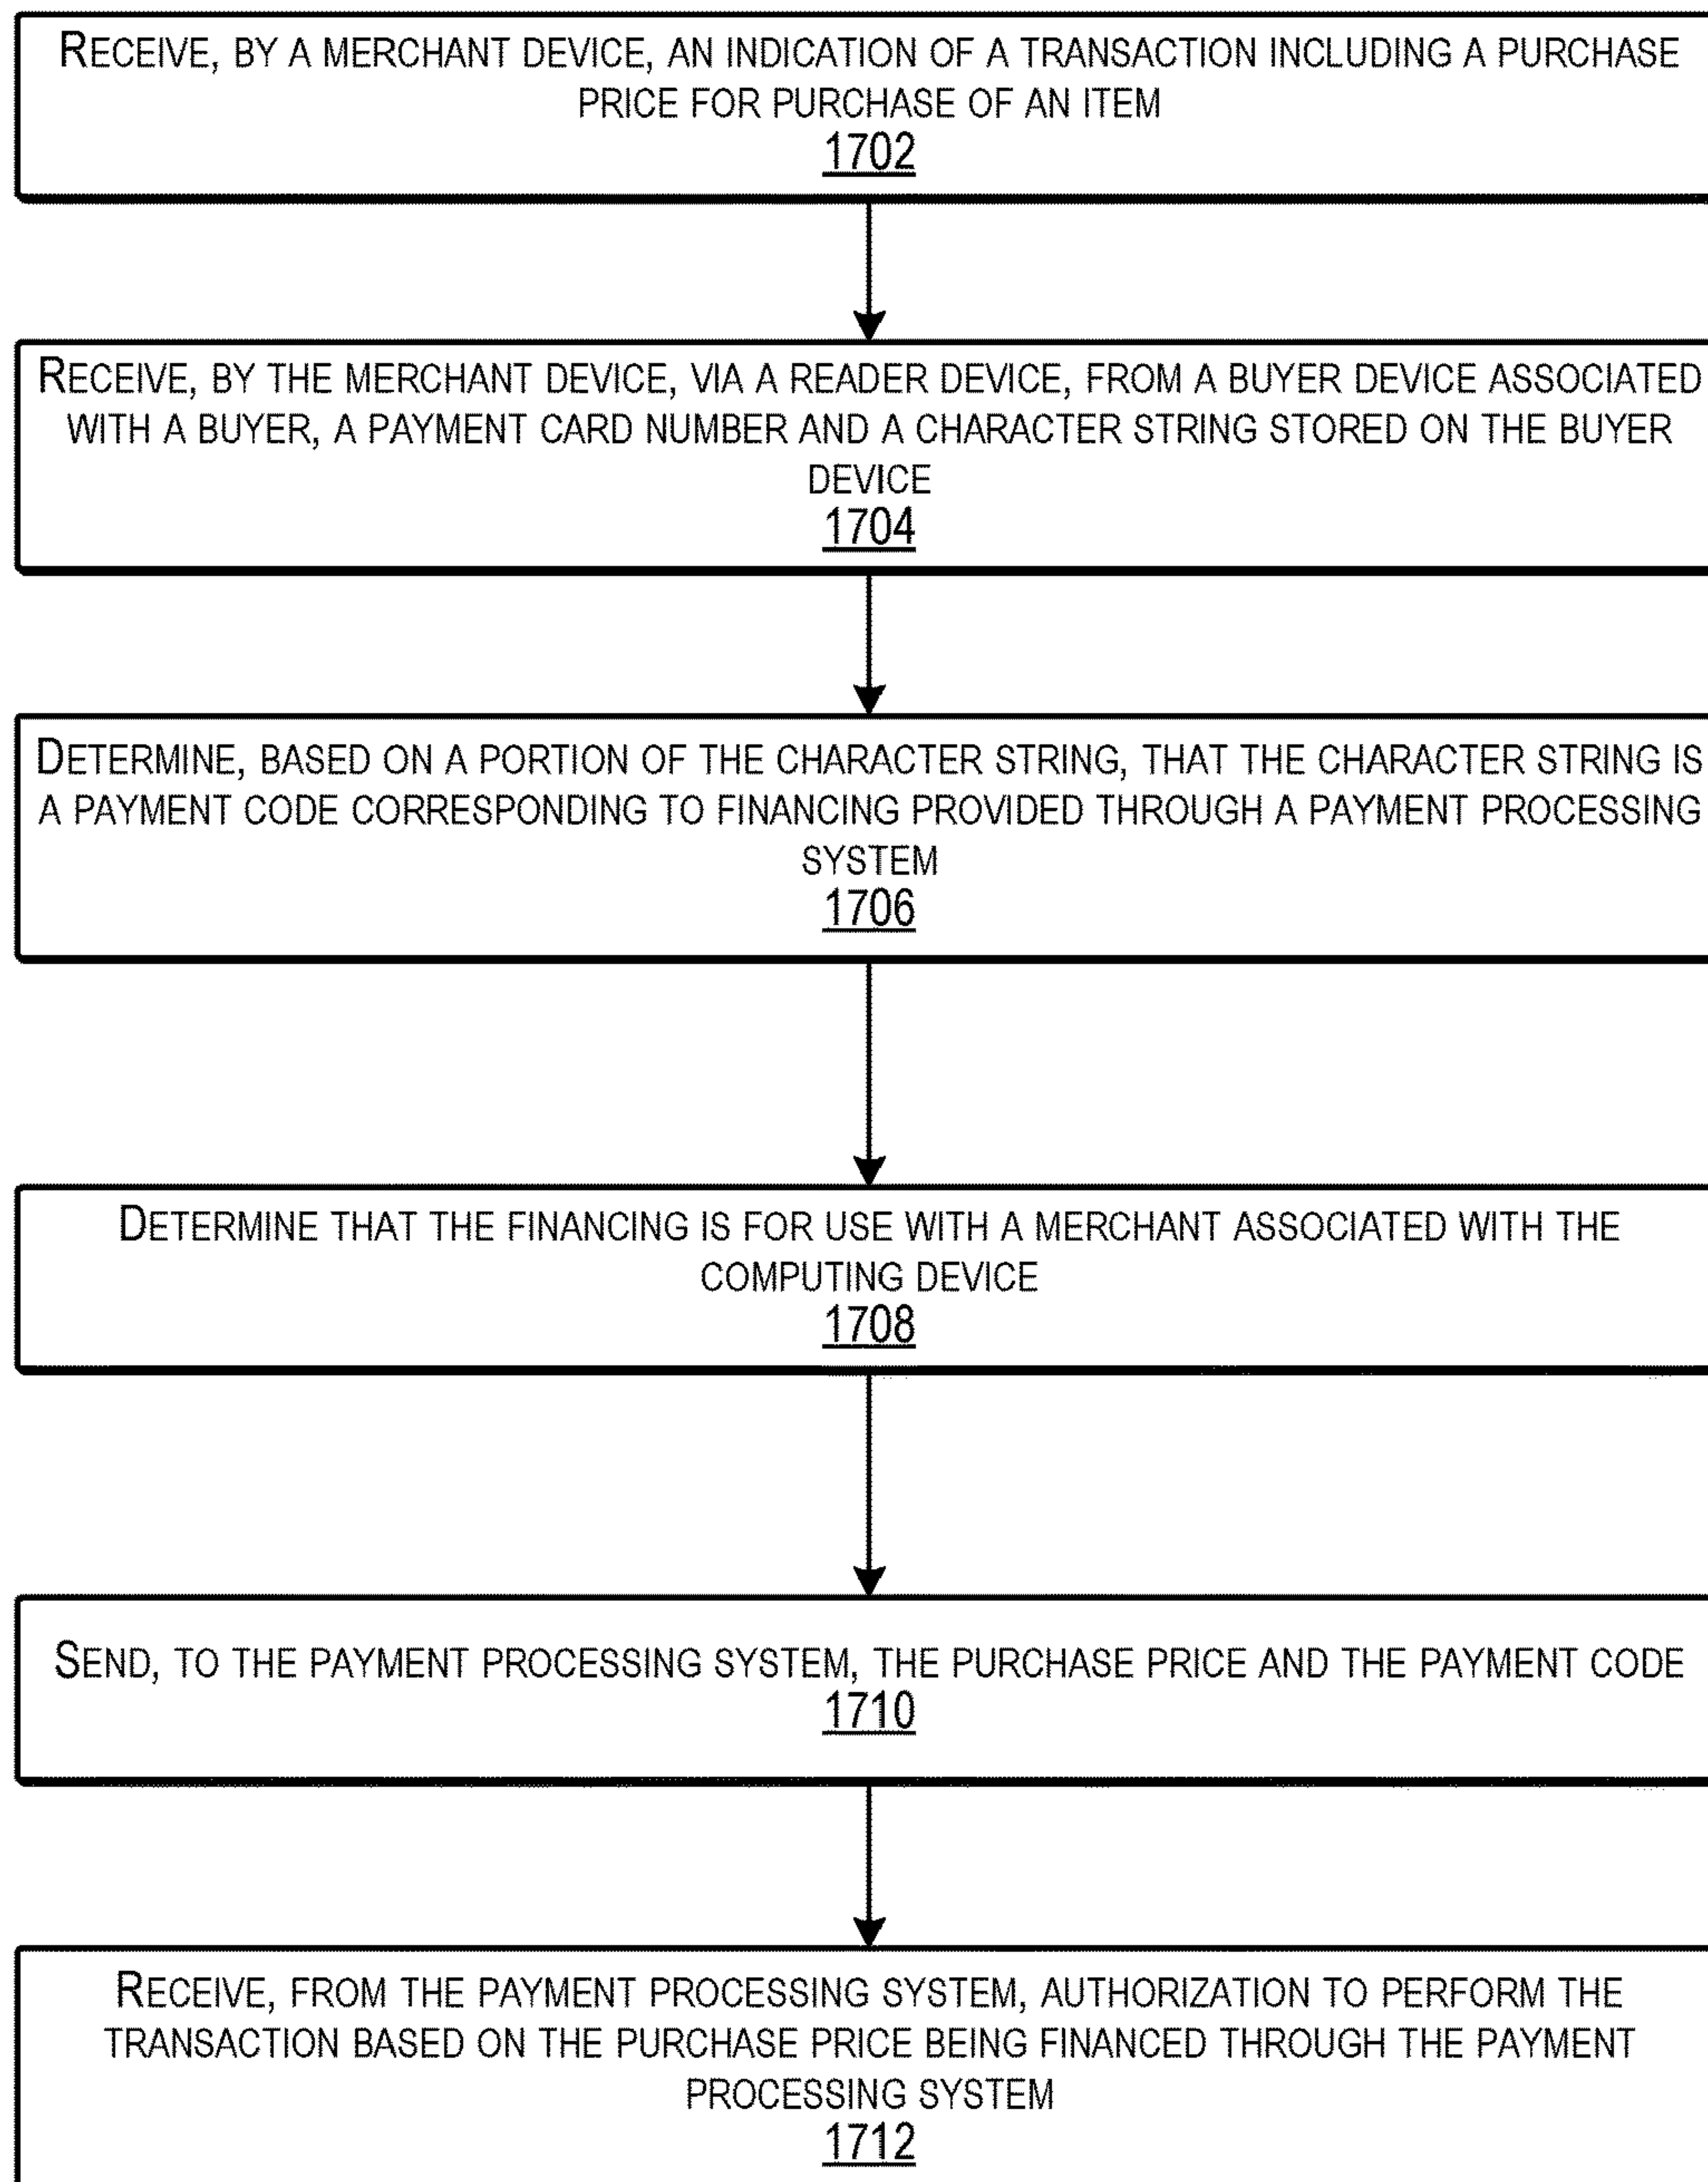 RECEIVE, BY A MERCHANT DEVICE, AN INDICATION OF A TRANSACTION INCLUDING A PURCHASE
PRICE FOR PURCHASE OF AN ITEM
1702
RECEIVE, BY THE MERCHANT DEVICE, VIA A READER DEVICE, FROM A BUYER DEVICE ASSOCIATED
WITH A BUYER, A PAYMENT CARD NUMBER AND A CHARACTER STRING STORED ON THE BUYER
DEVICE
1704
DETERMINE, BASED ON A PORTION OF THE CHARACTER STRING, THAT THE CHARACTER STRING IS
A PAYMENT CODE CORRESPONDING TO FINANCING PROVIDED THROUGH A PAYMENT PROCESSING
SYSTEM
1706
DETERMINE THAT THE FINANCING IS FOR USE WITH A MERCHANT ASSOCIATED WITH THE
COMPUTING DEVICE
1708
SEND, TO THE PAYMENT PROCESSING SYSTEM, THE PURCHASE PRICE AND THE PAYMENT CODE
1710
RECEIVE, FROM THE PAYMENT PROCESSING SYSTEM, AUTHORIZATION TO PERFORM THE
TRANSACTION BASED ON THE PURCHASE PRICE BEING FINANCED THROUGH THE PAYMENT
PROCESSING SYSTEM
1712